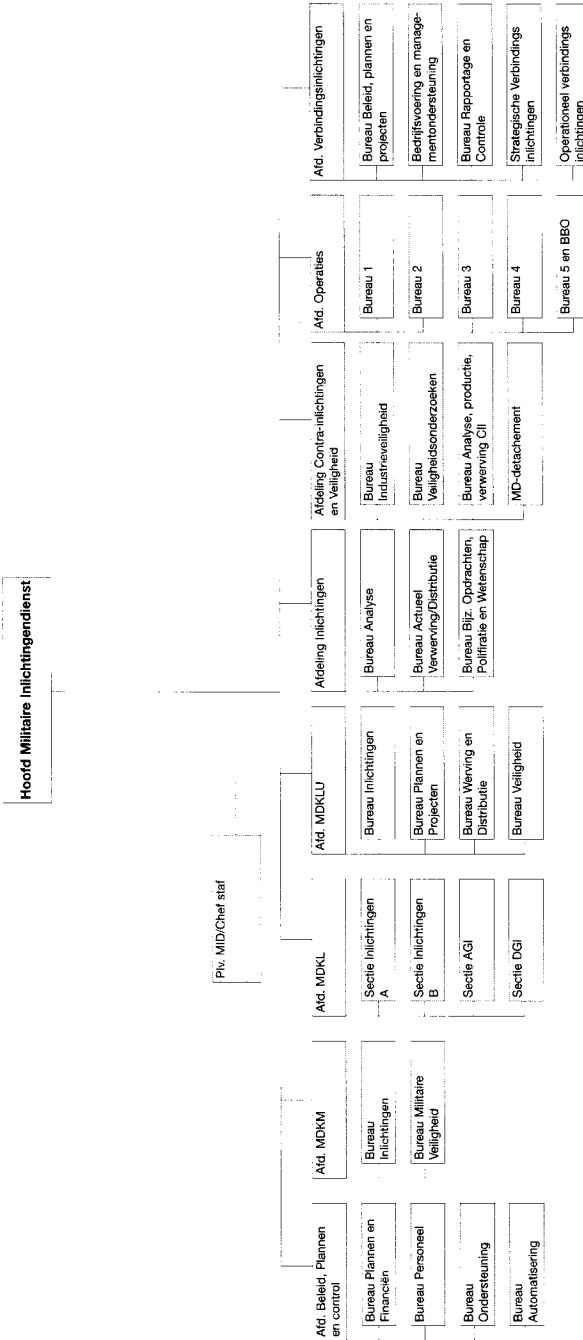 Hoofd Militaire Inlichtingendienst
Plv. MID/Chef staf
Afd. Beleid, Plannen
en control
Bureau Plannen en
Financiën
Bureau Personeel
Bureau
Ondersteuning
Bureau
Automatisering
Afd. MDKM
Bureau
Inlichtingen
Bureau Militaire
Veiligheid
Afd. MDKL
Sectie Inlichtingen
A
Sectie Inlichtingen
B
Sectie AGI
Sectie DGI
Afd. MDKLU
Bureau Inlichtingen
Bureau Plannen en
Projecten
Bureau Werving en
Distributie
Bureau Veiligheid
Afdeling Inlichtingen
Bureau Analyse
Bureau Actueel
Verwerving/Distributie
Bureau Bijz. Opdrachten,
Polifiratie en Wetenschap
Afdeling Contra-inlichtingen
en Veiligheid
Bureau
Industrieveiligheid
Bureau
Veiligheidsonderzoeken
Bureau Analyse, productie,
verwerving CII
MD-detachement
Afd. Operaties
Bureau 1
Bureau 2
Bureau 3
Bureau 4
Bureau 5 en BBO
Afd. Verbindingsinlichtingen
Bureau Beleid, plannen en
projecten
Bedrijfsvoering en manage-
mentondersteuning
Bureau Rapportage en
Controle
Strategische Verbindings
inlichtingen
Operationeel verbindings
inlichtingen